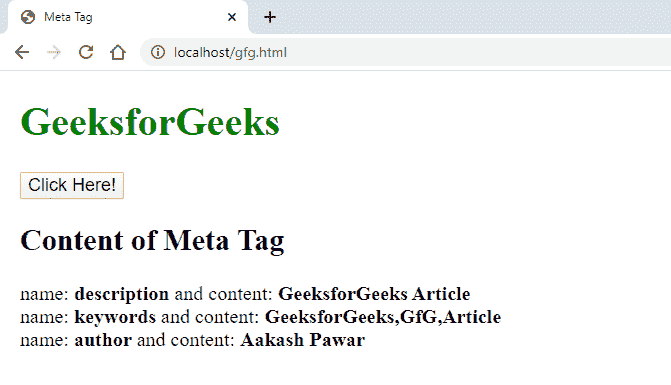 Meta Tag
localhost/gfg.html
GeeksforGeeks
Click Here!
Content of Meta Tag
name: description and content: GeeksforGeeks Article
name: keywords and content: GeeksforGeeks,GfG,Article
name: author and content: Aakash Pawar